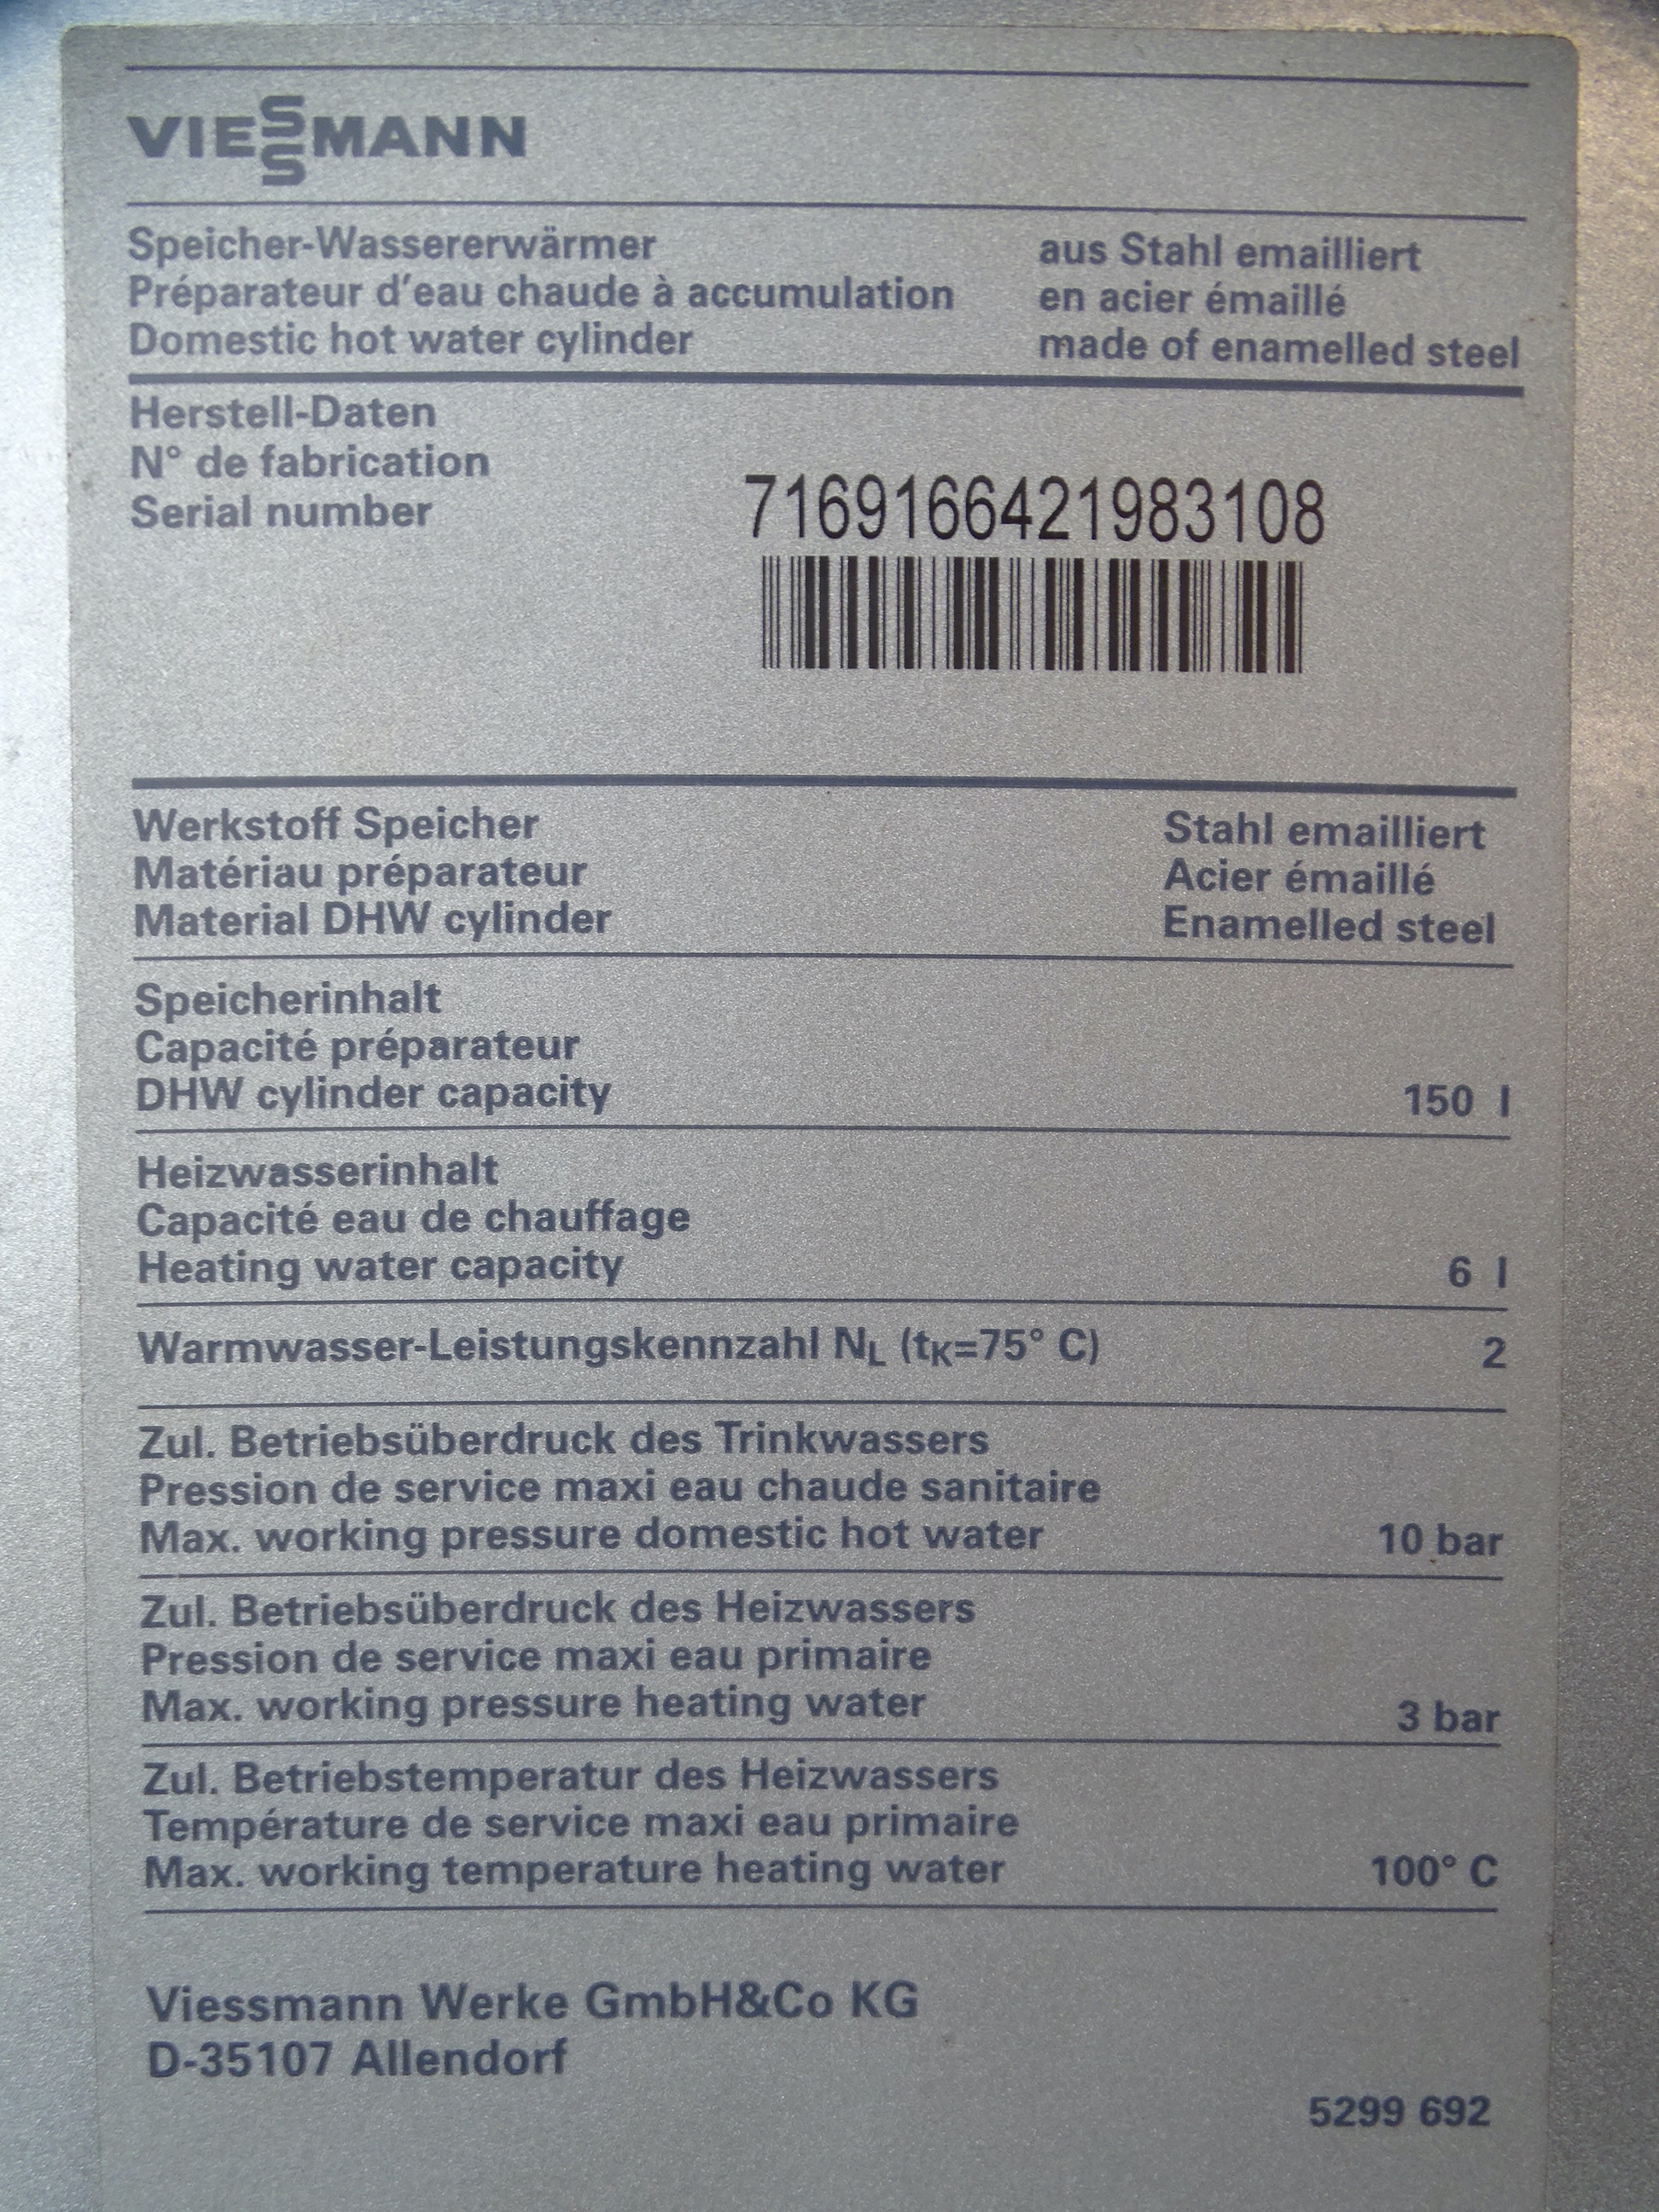 VIESSMANN
Speicher-Wassererwärmer aus Stahl emailliert
Préparateur d'eau chaude à accumulation en acier émaillé
Domestic hot water cylinder made of enamelled steel
Herstell-Daten
N° de fabrication
Serial number 7169166421983108
Werkstoff Speicher Stahl emailliert
Matériau préparateur Acier émaillé
Material DHW cylinder Enamelled steel
Speicherinhalt
Capacité préparateur
DHW cylinder capacity 150 l
Heizwasserinhalt
Capacité eau de chauffage
Heating water capacity 6 l
Warmwasser-Leistungskennzahl NL (tK=75° C) 2
Zul. Betriebsüberdruck des Trinkwassers
Pression de service maxi eau chaude sanitaire
Max. working pressure domestic hot water 10 bar
Zul. Betriebsüberdruck des Heizwassers
Pression de service maxi eau primaire
Max. working pressure heating water 3 bar
Zul. Betriebstemperatur des Heizwassers
Température de service maxi eau primaire
Max. working temperature heating water 100° C
Viessmann Werke GmbH&Co KG
D-35107 Allendorf
5299 692